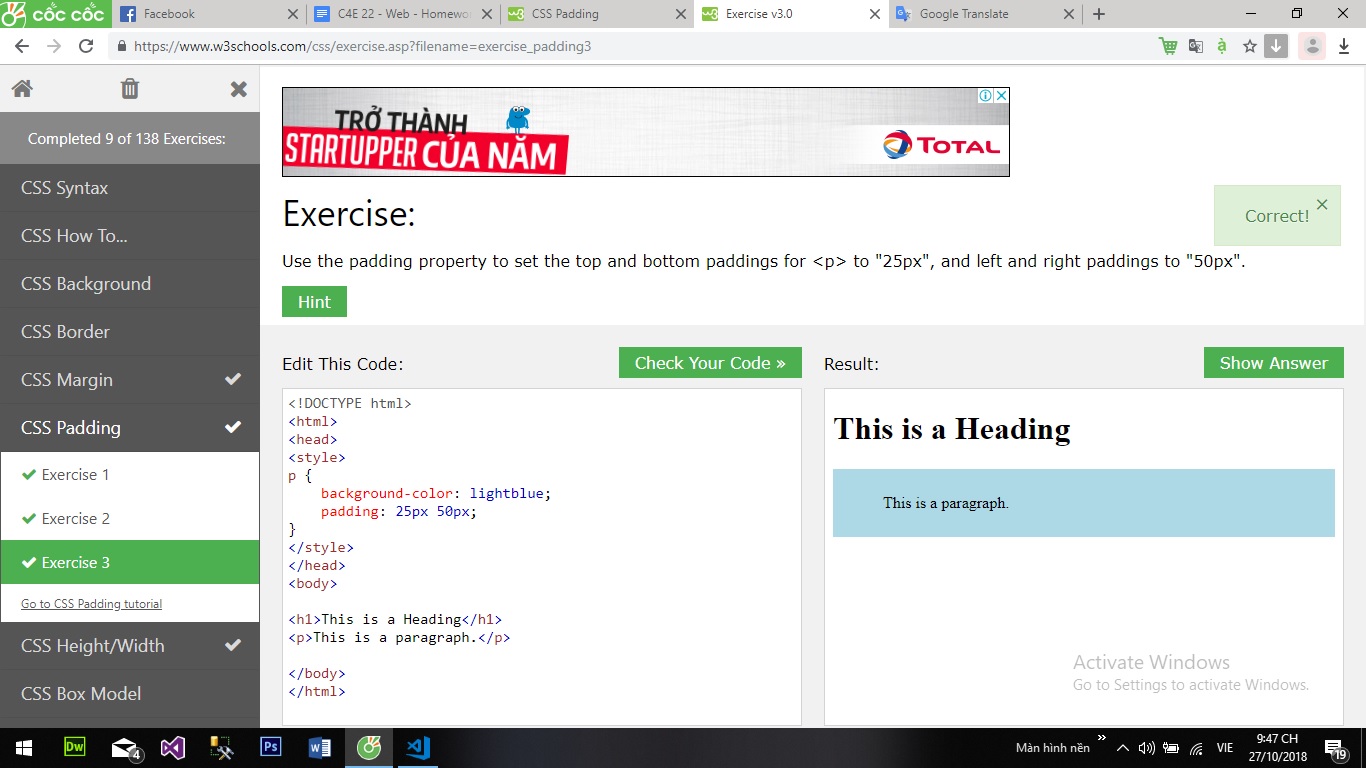 cốc cốc
Facebook
C4E 22 - Web - Homewo
CSS Padding
Exercise v3.0
Google Translate
https://www.w3schools.com/css/exercise.asp?filename=exercise_padding3
Completed 9 of 138 Exercises:
CSS Syntax
CSS How To...
CSS Background
CSS Border
CSS Margin
CSS Padding
Exercise 1
Exercise 2
Exercise 3
Go to CSS Padding tutorial
CSS Height/Width
CSS Box Model
TRỞ THÀNH
STARTUPPER CỦA NĂM
TOTAL
Exercise:
Correct!
Use the padding property to set the top and bottom paddings for <p> to "25px", and left and right paddings to "50px".
Hint
Edit This Code:
Check Your Code »
<!DOCTYPE html>
<html>
<head>
<style>
p {
    background-color: lightblue;
    padding: 25px 50px;
}
</style>
</head>
<body>
<h1>This is a Heading</h1>
<p>This is a paragraph.</p>
</body>
</html>
Result:
Show Answer
This is a Heading
This is a paragraph.
Activate Windows
Go to Settings to activate Windows.
Dw
4
Ps
Màn hình nền
VIE
9:47 CH
27/10/2018
19